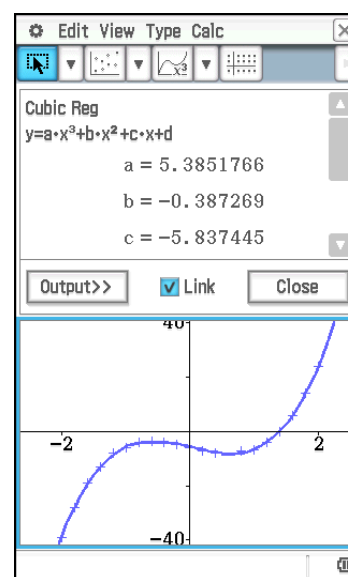 Edit View Type Calc
Cubic Reg
y=a·x³+b·x²+c·x+d
a = 5.3851766
b = −0.387269
c = −5.837445
Output>> Link Close
40
−2 2
−40